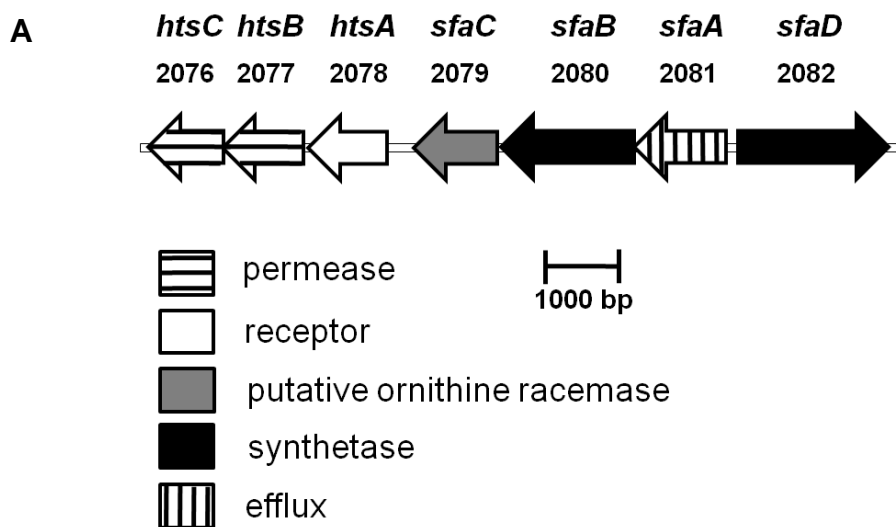 A
htsC htsB htsA sfaC sfaB sfaA sfaD
2076 2077 2078 2079 2080 2081 2082
permease
1000 bp
receptor
putative ornithine racemase
synthetase
efflux